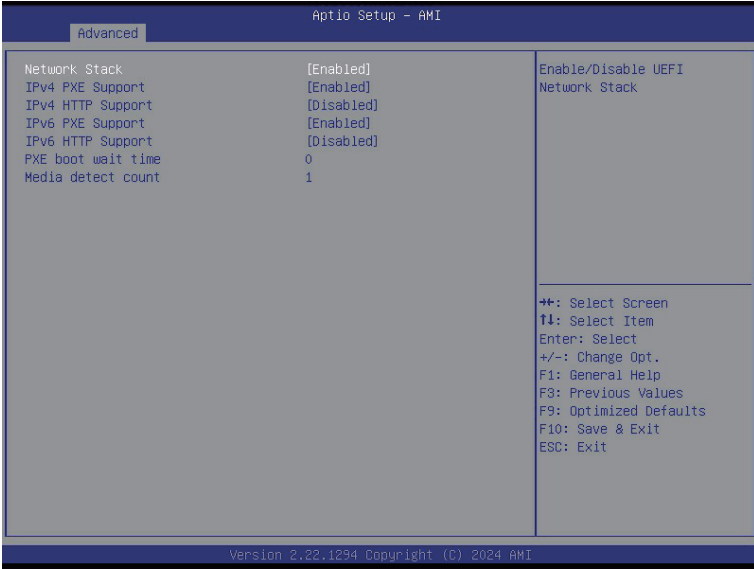 Aptio Setup - AMI
Advanced
Network Stack [Enabled]
IPv4 PXE Support [Enabled]
IPv4 HTTP Support [Disabled]
IPv6 PXE Support [Enabled]
IPv6 HTTP Support [Disabled]
PXE boot wait time 0
Media detect count 1
Enable/Disable UEFI
Network Stack
→←: Select Screen
↑↓: Select Item
Enter: Select
+/-: Change Opt.
F1: General Help
F3: Previous Values
F9: Optimized Defaults
F10: Save & Exit
ESC: Exit
Version 2.22.1294 Copyright (C) 2024 AMI